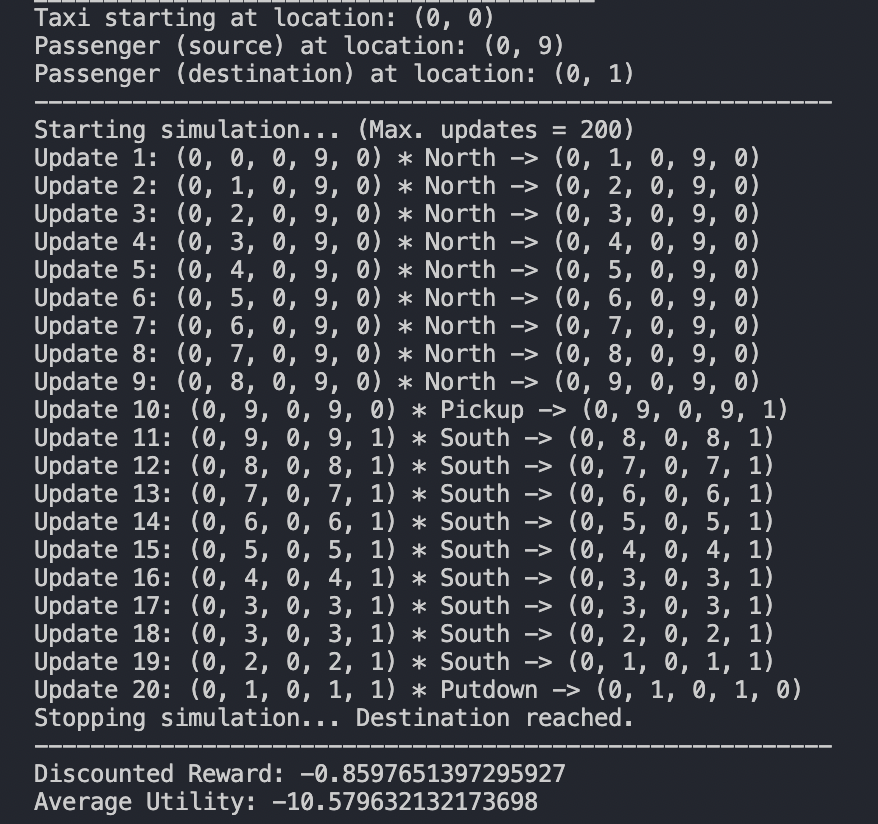 Taxi starting at location: (0, 0)
Passenger (source) at location: (0, 9)
Passenger (destination) at location: (0, 1)
Starting simulation... (Max. updates = 200)
Update 1: (0, 0, 0, 9, 0) * North -> (0, 1, 0, 9, 0)
Update 2: (0, 1, 0, 9, 0) * North -> (0, 2, 0, 9, 0)
Update 3: (0, 2, 0, 9, 0) * North -> (0, 3, 0, 9, 0)
Update 4: (0, 3, 0, 9, 0) * North -> (0, 4, 0, 9, 0)
Update 5: (0, 4, 0, 9, 0) * North -> (0, 5, 0, 9, 0)
Update 6: (0, 5, 0, 9, 0) * North -> (0, 6, 0, 9, 0)
Update 7: (0, 6, 0, 9, 0) * North -> (0, 7, 0, 9, 0)
Update 8: (0, 7, 0, 9, 0) * North -> (0, 8, 0, 9, 0)
Update 9: (0, 8, 0, 9, 0) * North -> (0, 9, 0, 9, 0)
Update 10: (0, 9, 0, 9, 0) * Pickup -> (0, 9, 0, 9, 1)
Update 11: (0, 9, 0, 9, 1) * South -> (0, 8, 0, 8, 1)
Update 12: (0, 8, 0, 8, 1) * South -> (0, 7, 0, 7, 1)
Update 13: (0, 7, 0, 7, 1) * South -> (0, 6, 0, 6, 1)
Update 14: (0, 6, 0, 6, 1) * South -> (0, 5, 0, 5, 1)
Update 15: (0, 5, 0, 5, 1) * South -> (0, 4, 0, 4, 1)
Update 16: (0, 4, 0, 4, 1) * South -> (0, 3, 0, 3, 1)
Update 17: (0, 3, 0, 3, 1) * South -> (0, 3, 0, 3, 1)
Update 18: (0, 3, 0, 3, 1) * South -> (0, 2, 0, 2, 1)
Update 19: (0, 2, 0, 2, 1) * South -> (0, 1, 0, 1, 1)
Update 20: (0, 1, 0, 1, 1) * Putdown -> (0, 1, 0, 1, 0)
Stopping simulation... Destination reached.
Discounted Reward: -0.8597651397295927
Average Utility: -10.579632132173698